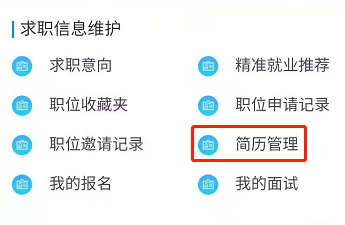 求职信息维护
求职意向 精准就业推荐
职位收藏夹 职位申请记录
职位邀请记录 简历管理
我的报名 我的面试